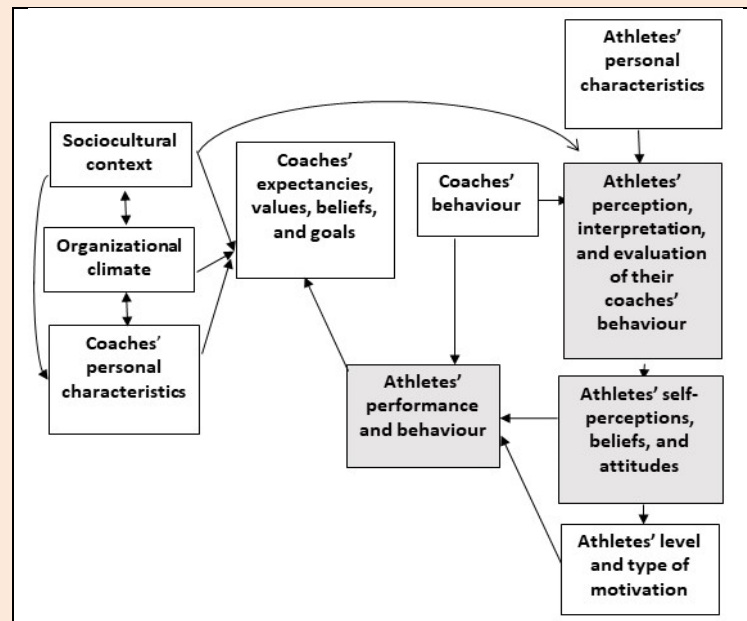 Athletes’
personal
characteristics
Sociocultural
context
Organizational
climate
Coaches’
personal
characteristics
Coaches’
expectancies,
values, beliefs,
and goals
Coaches’
behaviour
Athletes’
perception,
interpretation,
and evaluation
of their
coaches’
behaviour
Athletes’
performance
and behaviour
Athletes’ self-
perceptions,
beliefs, and
attitudes
Athletes’ level
and type of
motivation